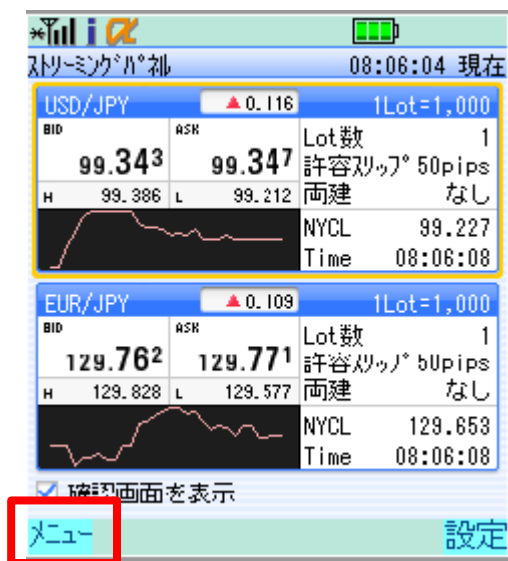 ストリーミングパネル 08:06:04 現在
USD/JPY ▲0.116 1Lot=1,000
BID 99.343 ASK 99.347
H 99.386 L 99.212
Lot数 1
許容スリップ 50pips
両建 なし
NYCL 99.227
Time 08:06:08
EUR/JPY ▲0.109 1Lot=1,000
BID 129.762 ASK 129.771
H 129.828 L 129.577
Lot数 1
許容スリップ 50pips
両建 なし
NYCL 129.653
Time 08:06:08
確認画面を表示
メニュー 設定